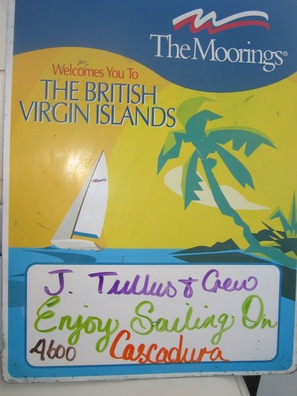 The Moorings®
Welcomes You To
THE BRITISH
VIRGIN ISLANDS
J. Tullus & Crew
Enjoy Sailing On
4600 Cascadura